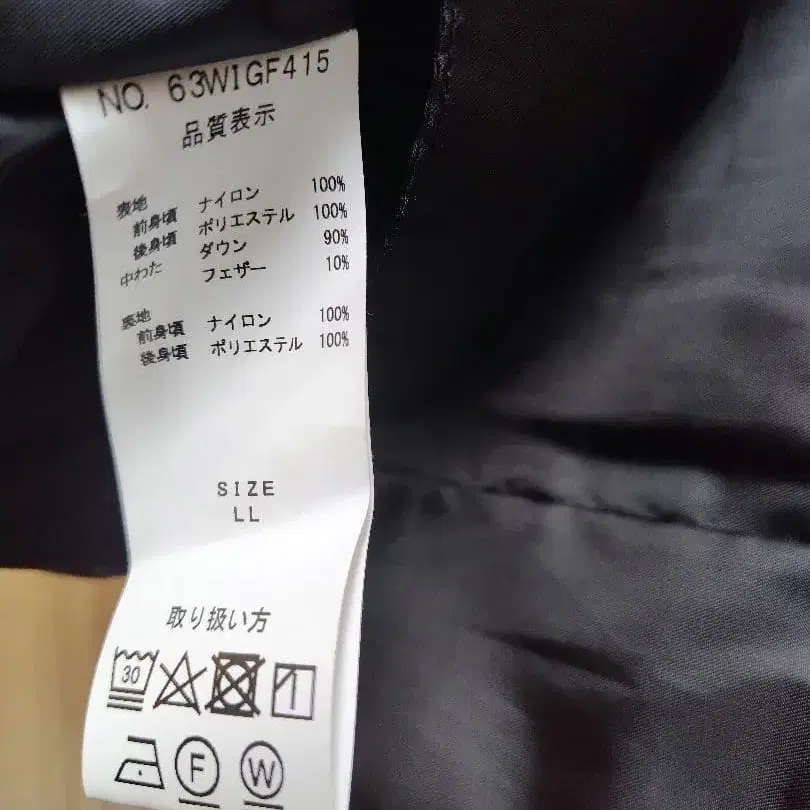 NO. 63WIGF415
品質表示
表地
前身頃 ナイロン 100%
後身頃 ポリエステル 100%
中わた ダウン 90%
フェザー 10%
裏地
前身頃 ナイロン 100%
後身頃 ポリエステル 100%
SIZE
LL
取り扱い方
30
F W